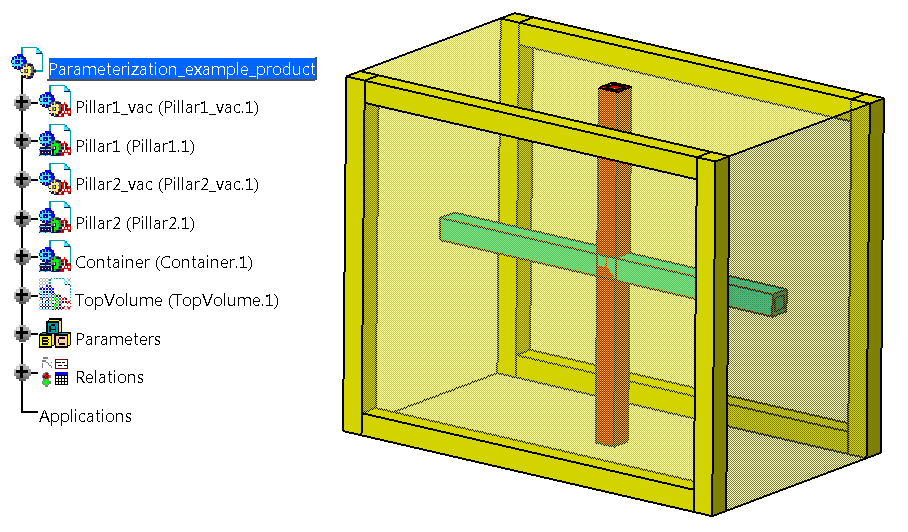 Parameterization_example_product
Pillar1_vac (Pillar1_vac.1)
Pillar1 (Pillar1.1)
Pillar2_vac (Pillar2_vac.1)
Pillar2 (Pillar2.1)
Container (Container.1)
TopVolume (TopVolume.1)
Parameters
Relations
Applications